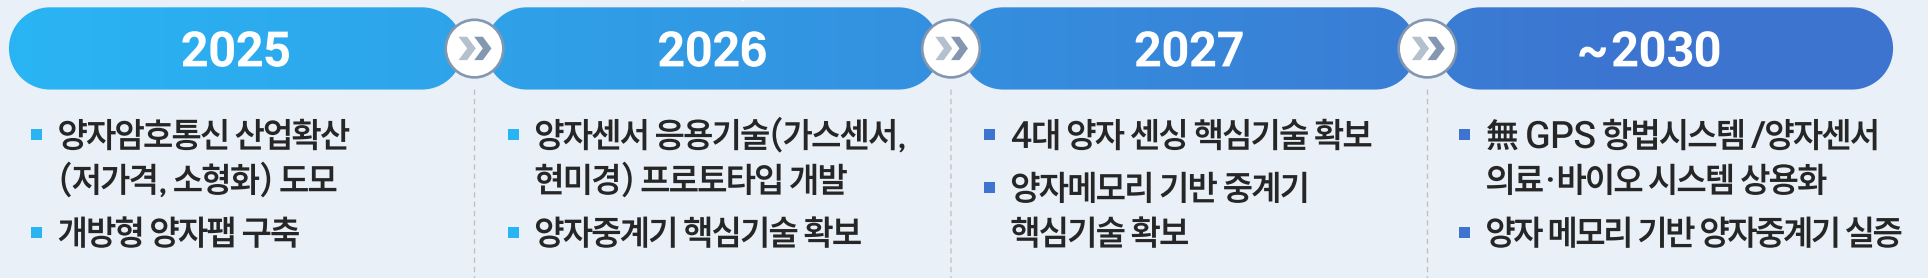 2025
양자암호통신 산업확산
(저가격, 소형화) 도모
개방형 양자팹 구축
2026
양자센서 응용기술(가스센서,
현미경) 프로토타입 개발
양자중계기 핵심기술 확보
2027
4대 양자 센싱 핵심기술 확보
양자메모리 기반 중계기
핵심기술 확보
~2030
無 GPS 항법시스템 /양자센서
의료·바이오 시스템 상용화
양자 메모리 기반 양자중계기 실증